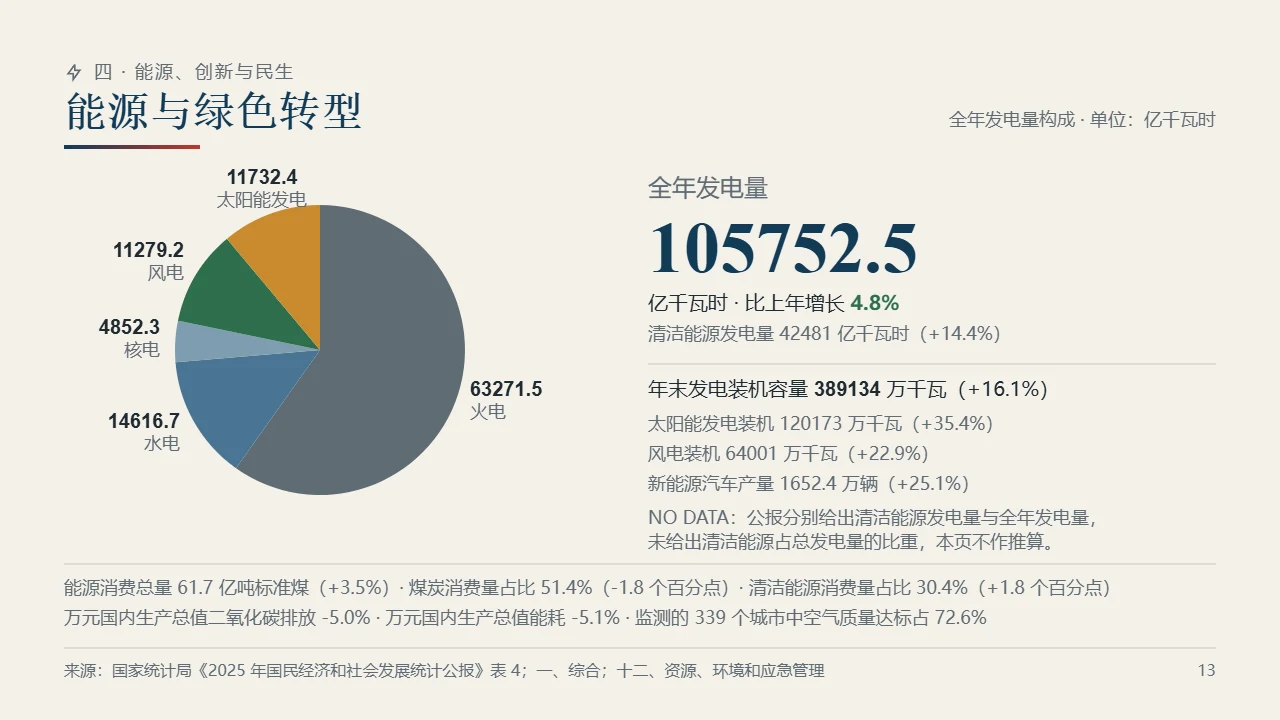 四 · 能源、创新与民生
能源与绿色转型
全年发电量构成 · 单位：亿千瓦时
11732.4
太阳能发电
11279.2
风电
4852.3
核电
14616.7
水电
63271.5
火电
全年发电量
105752.5
亿千瓦时 · 比上年增长 4.8%
清洁能源发电量 42481 亿千瓦时（+14.4%）
年末发电装机容量 389134 万千瓦（+16.1%）
太阳能发电装机 120173 万千瓦（+35.4%）
风电装机 64001 万千瓦（+22.9%）
新能源汽车产量 1652.4 万辆（+25.1%）
NO DATA：公报分别给出清洁能源发电量与全年发电量，
未给出清洁能源占总发电量的比重，本页不作推算。
能源消费总量 61.7 亿吨标准煤（+3.5%）· 煤炭消费量占比 51.4%（-1.8 个百分点）· 清洁能源消费量占比 30.4%（+1.8 个百分点）
万元国内生产总值二氧化碳排放 -5.0% · 万元国内生产总值能耗 -5.1% · 监测的 339 个城市中空气质量达标占 72.6%
来源：国家统计局《2025 年国民经济和社会发展统计公报》表 4；一、综合；十二、资源、环境和应急管理
13